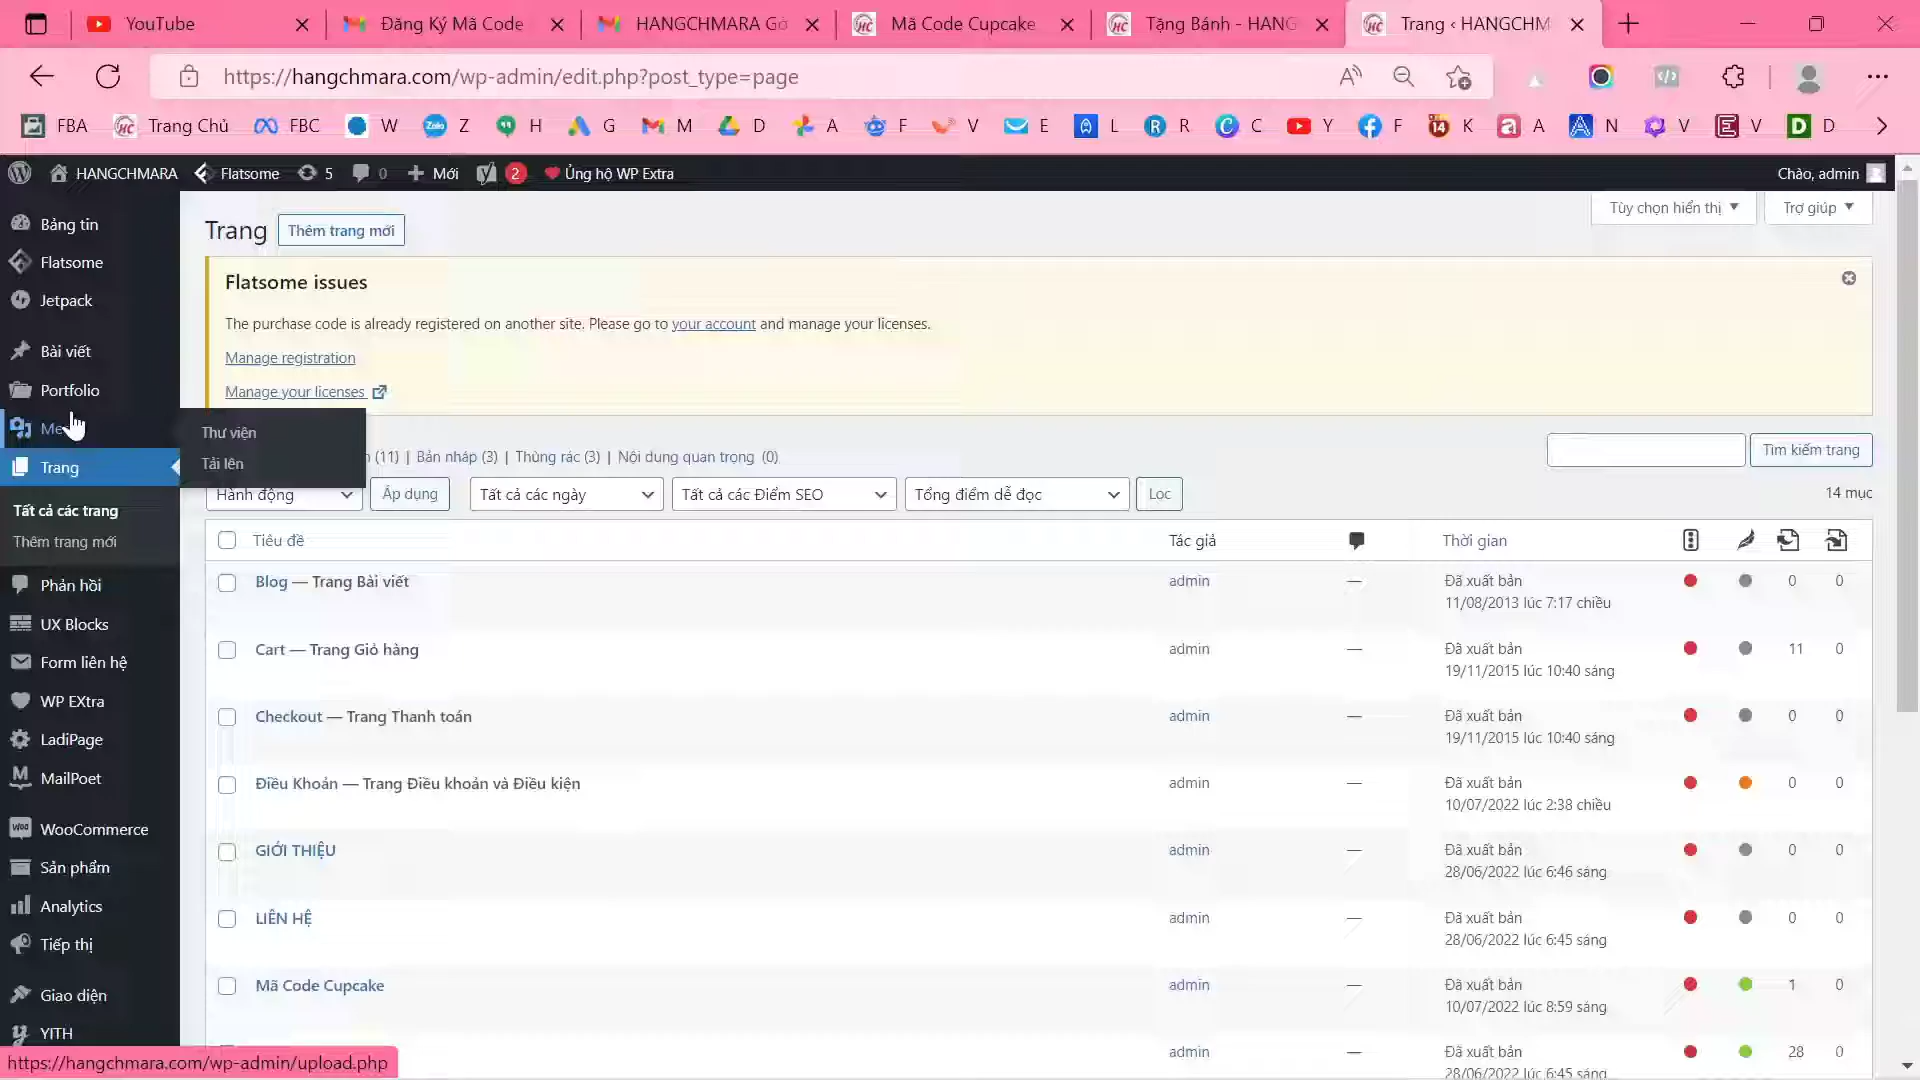 YouTube
Đăng Ký Mã Code
HANGCHMARA Gở
Mã Code Cupcake
Tặng Bánh - HANG
Trang ‹ HANGCHM
https://hangchmara.com/wp-admin/edit.php?post_type=page
FBA
Trang Chủ
FBC
W
Z
H
G
M
D
A
F
V
E
L
R
C
Y
F
K
A
N
V
V
D
HANGCHMARA
Flatsome
5
0
Mới
2
Ủng hộ WP Extra
Chào, admin
Bảng tin
Flatsome
Jetpack
Bài viết
Portfolio
Me
Thư viện
Tải lên
Trang
Tất cả các trang
Thêm trang mới
Phản hồi
UX Blocks
Form liên hệ
WP EXtra
LadiPage
MailPoet
WooCommerce
Sản phẩm
Analytics
Tiếp thị
Giao diện
YITH
https://hangchmara.com/wp-admin/upload.php
Trang
Thêm trang mới
Tùy chọn hiển thị
Trợ giúp
Flatsome issues
The purchase code is already registered on another site. Please go to your account and manage your licenses.
Manage registration
Manage your licenses
(11) | Bản nháp (3) | Thùng rác (3) | Nội dung quan trọng (0)
Tìm kiếm trang
Hành động
Áp dụng
Tất cả các ngày
Tất cả các Điểm SEO
Tổng điểm dễ đọc
Lọc
14 mục
Tiêu đề
Tác giả
Thời gian
Blog — Trang Bài viết
admin
—
Đã xuất bản
11/08/2013 lúc 7:17 chiều
0
0
Cart — Trang Giỏ hàng
admin
—
Đã xuất bản
19/11/2015 lúc 10:40 sáng
11
0
Checkout — Trang Thanh toán
admin
—
Đã xuất bản
19/11/2015 lúc 10:40 sáng
0
0
Điều Khoản — Trang Điều khoản và Điều kiện
admin
—
Đã xuất bản
10/07/2022 lúc 2:38 chiều
0
0
GIỚI THIỆU
admin
—
Đã xuất bản
28/06/2022 lúc 6:46 sáng
0
0
LIÊN HỆ
admin
—
Đã xuất bản
28/06/2022 lúc 6:45 sáng
0
0
Mã Code Cupcake
admin
—
Đã xuất bản
10/07/2022 lúc 8:59 sáng
1
0
admin
—
Đã xuất bản
28/06/2022 lúc 6:45 sáng
28
0